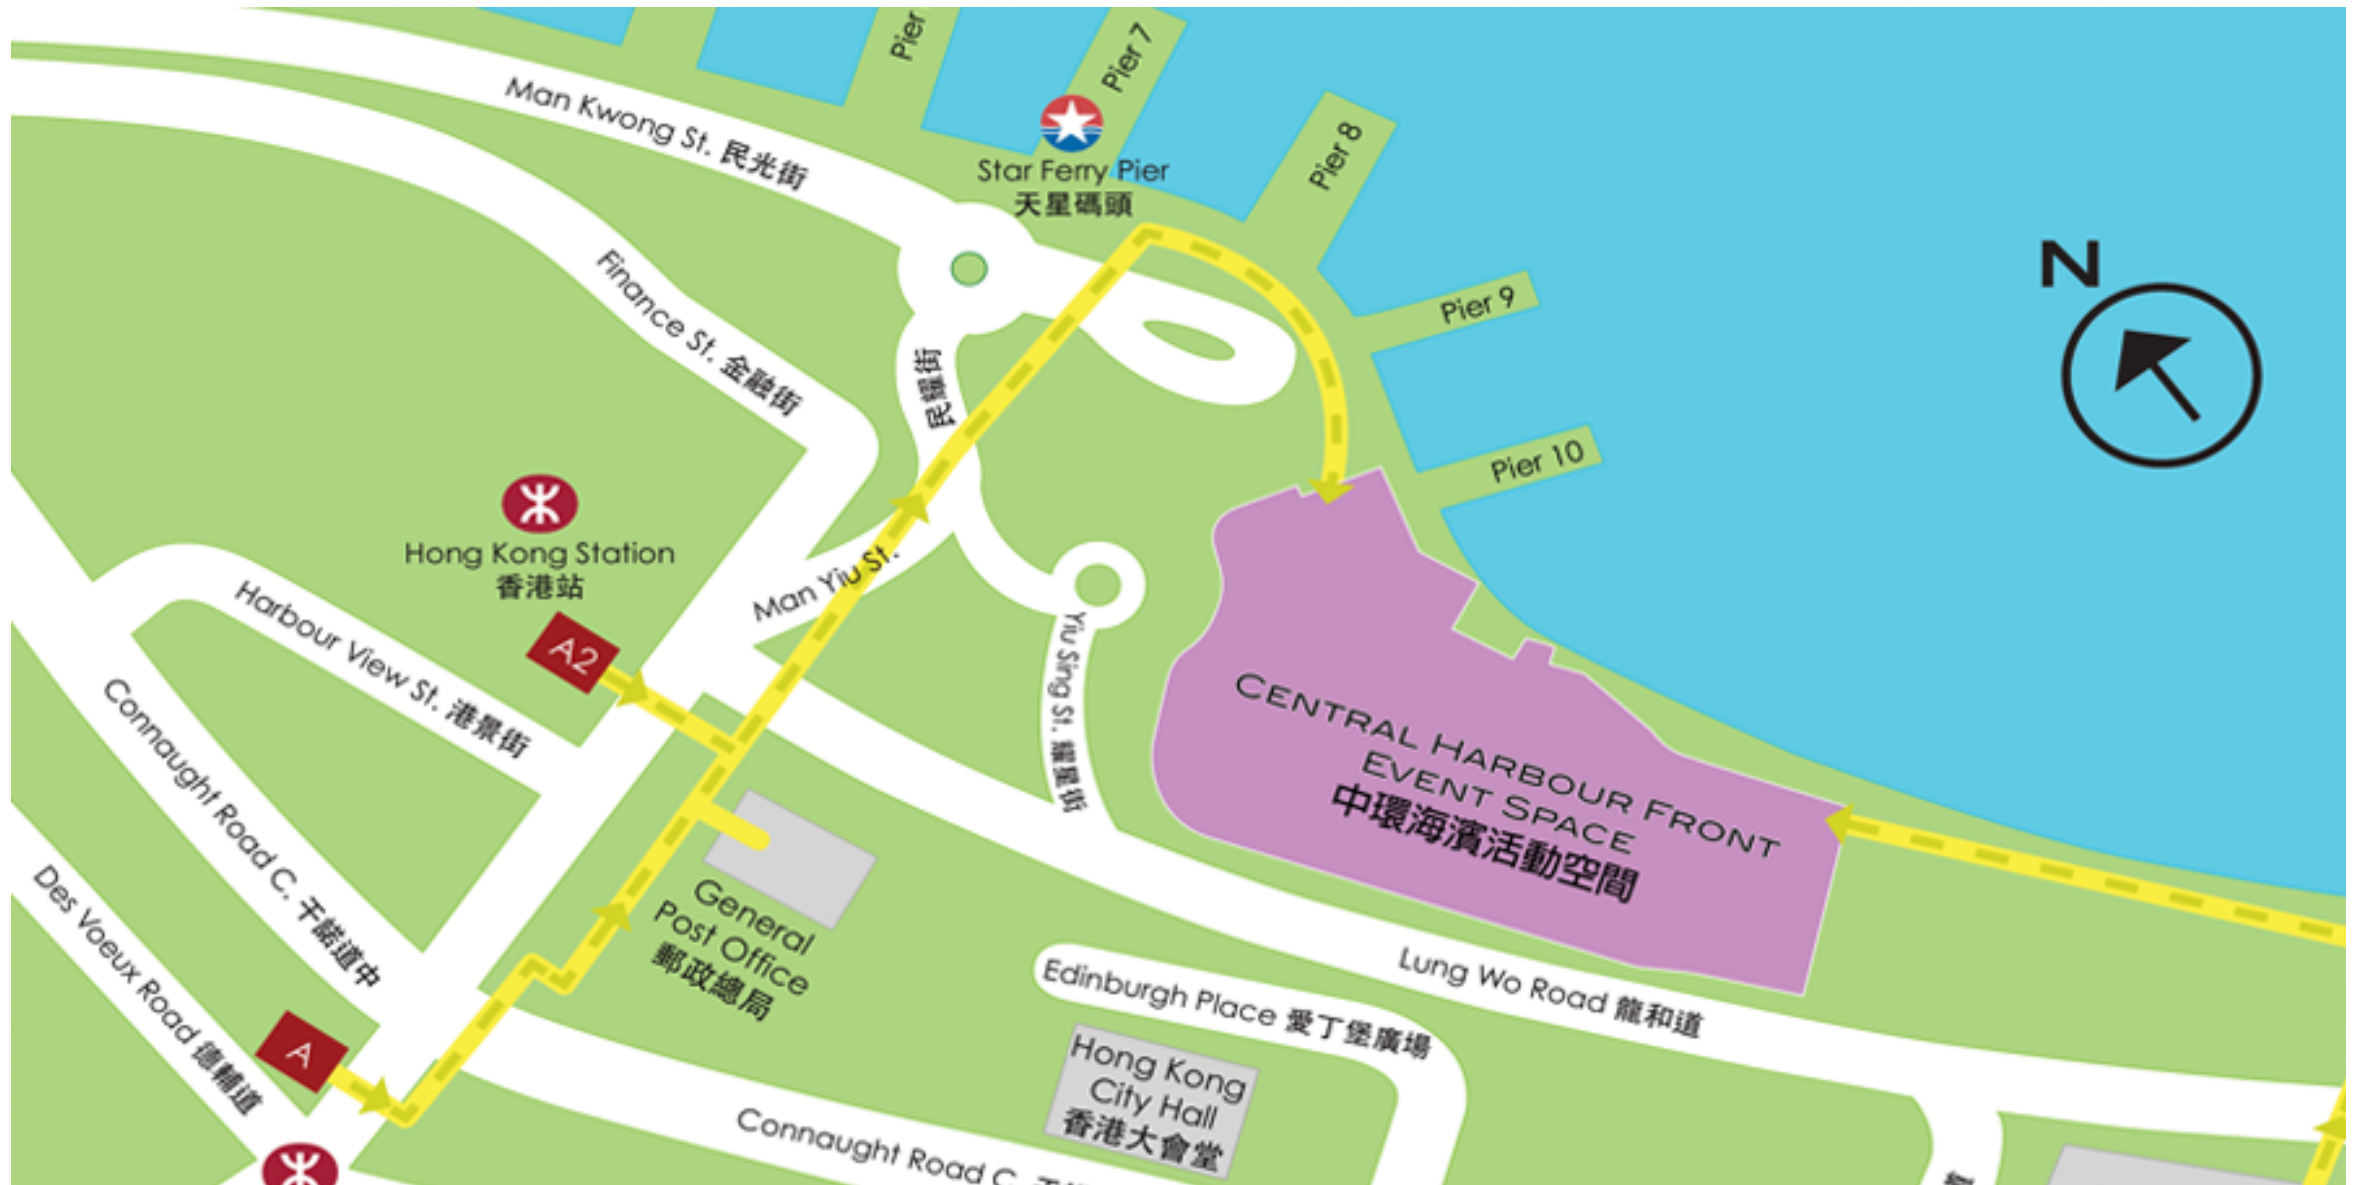 Pier
Pier 7
Man Kwong St. 民光街
Star Ferry Pier
天星碼頭
Pier 8
N
Finance St. 金融街
Pier 9
民耀街
Pier 10
Hong Kong Station
香港站
Man Yiu St.
Harbour View St. 港景街
A2
Yiu Sing St. 耀星街
CENTRAL HARBOUR FRONT
EVENT SPACE
中環海濱活動空間
Connaught Road C. 干諾道中
General
Post Office
郵政總局
Des Voeux Road 德輔道
Lung Wo Road 龍和道
Edinburgh Place 愛丁堡廣場
A
Hong Kong
City Hall
香港大會堂
Connaught Road C.